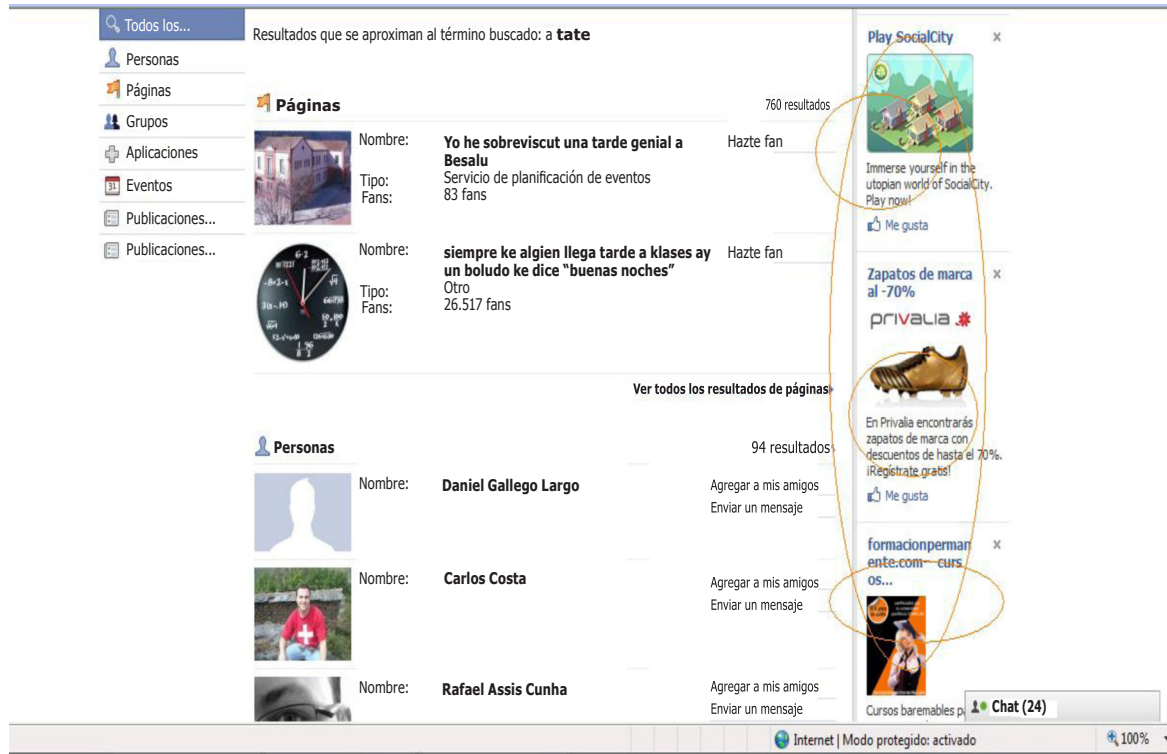 Todos los...
Personas
Páginas
Grupos
Aplicaciones
Eventos
Publicaciones...
Publicaciones...
Resultados que se aproximan al término buscado: a tate
Páginas
760 resultados
Nombre:
Yo he sobreviscut una tarde genial a
Besalu
Hazte fan
Tipo:
Servicio de planificación de eventos
Fans:
83 fans
Nombre:
siempre ke algien llega tarde a klases ay
un boludo ke dice “buenas noches”
Hazte fan
Tipo:
Otro
Fans:
26.517 fans
Ver todos los resultados de páginas
Personas
94 resultados
Nombre:
Daniel Gallego Largo
Agregar a mis amigos
Enviar un mensaje
Nombre:
Carlos Costa
Agregar a mis amigos
Enviar un mensaje
Nombre:
Rafael Assis Cunha
Agregar a mis amigos
Enviar un mensaje
Play SocialCity
Immerse yourself in the
utopian world of SocialCity.
Play now!
Me gusta
Zapatos de marca
al -70%
PRIVALIA
En Privalia encontrarás
zapatos de marca con
descuentos de hasta el 70%.
¡Regístrate gratis!
Me gusta
formacionperman
ente.com- curs
os...
Cursos baremables
Chat (24)
Internet | Modo protegido: activado
100%